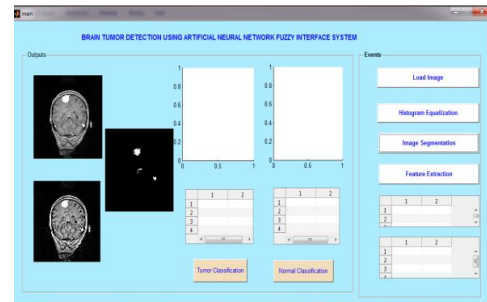 main
BRAIN TUMOR DETECTION USING ARTIFICIAL NEURAL NETWORK FUZZY INTERFACE SYSTEM
Outputs
1
0.8
0.6
0.4
0.2
0
0 0.5 1
1
0.8
0.6
0.4
0.2
0
0 0.5 1
1 2
1
2
3
4
1 2
1
2
3
4
Tumor Classification
Normal Classification
Events
Load Image
Histogram Equalization
Image Segmentation
Feature Extraction
1 2
1
2
1 2
1
2
3